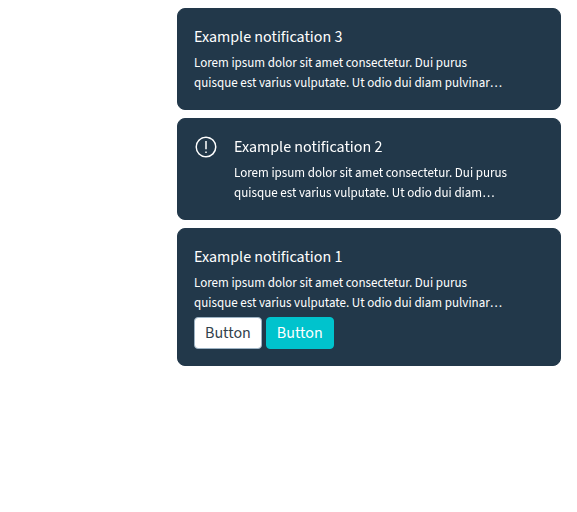 Example notification 3
Lorem ipsum dolor sit amet consectetur. Dui purus
quisque est varius vulputate. Ut odio dui diam pulvinar…
Example notification 2
Lorem ipsum dolor sit amet consectetur. Dui purus
quisque est varius vulputate. Ut odio dui diam…
Example notification 1
Lorem ipsum dolor sit amet consectetur. Dui purus
quisque est varius vulputate. Ut odio dui diam pulvinar…
Button Button